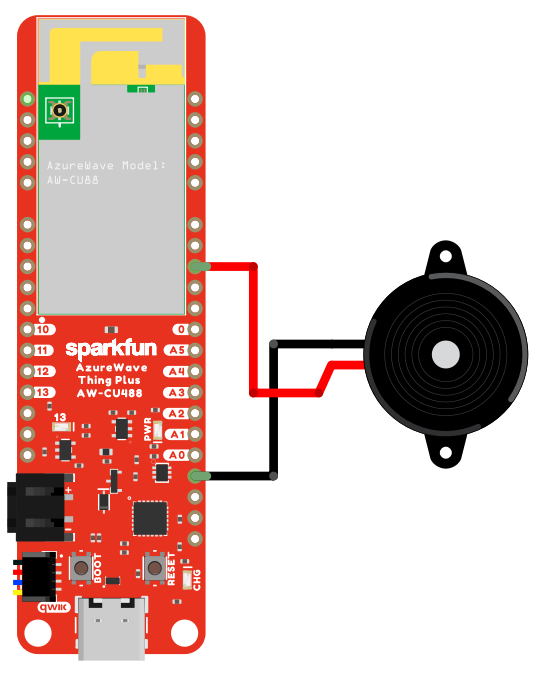 AzureWave Model:
AW-CU88
10
0
11
sparkfun
A5
12
AzureWave
Thing Plus
AW-CU488
A4
13
A3
A2
13
PWR
A1
A0
+
-
BOOT
RESET
CHG
qwiic